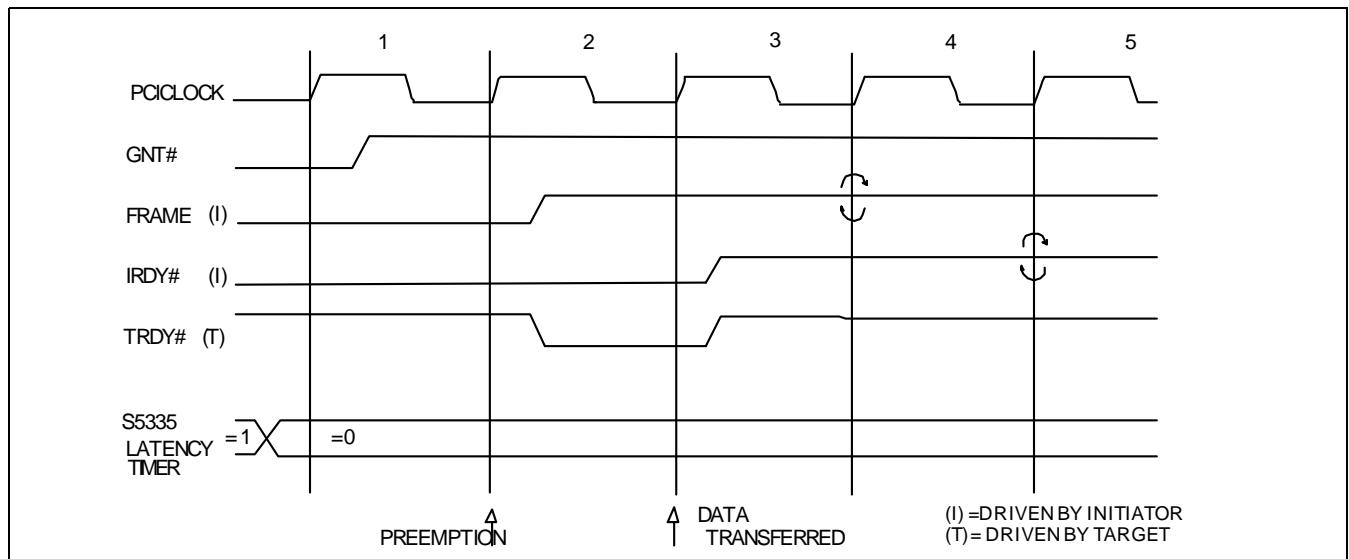 1 2 3 4 5
PCICLOCK
GNT#
FRAME (I)
IRDY# (I)
TRDY# (T)
S5335
LATENCY =1 =0
TIMER
PREEMPTION
DATA
TRANSFERRED
(I) =DRIVEN BY INITIATOR
(T)= DRIVEN BY TARGET